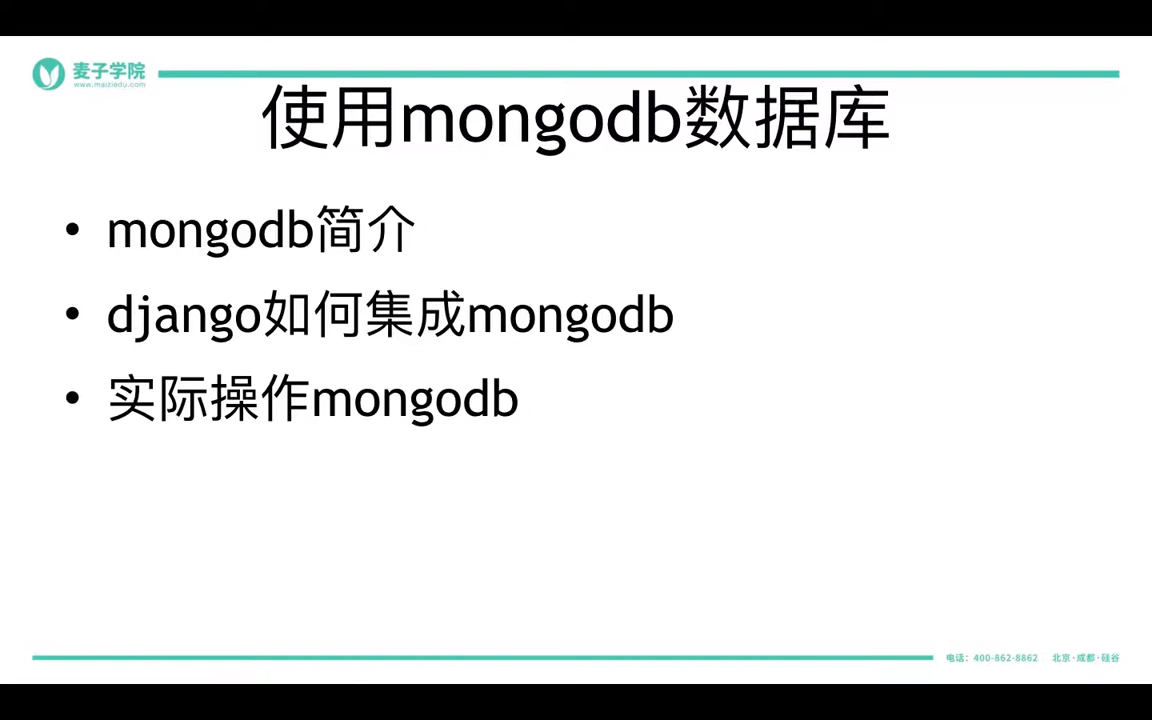 麦子学院
www.maiziedu.com
使用mongodb数据库
• mongodb简介
• django如何集成mongodb
• 实际操作mongodb
电话：400-862-8862 北京·成都·硅谷